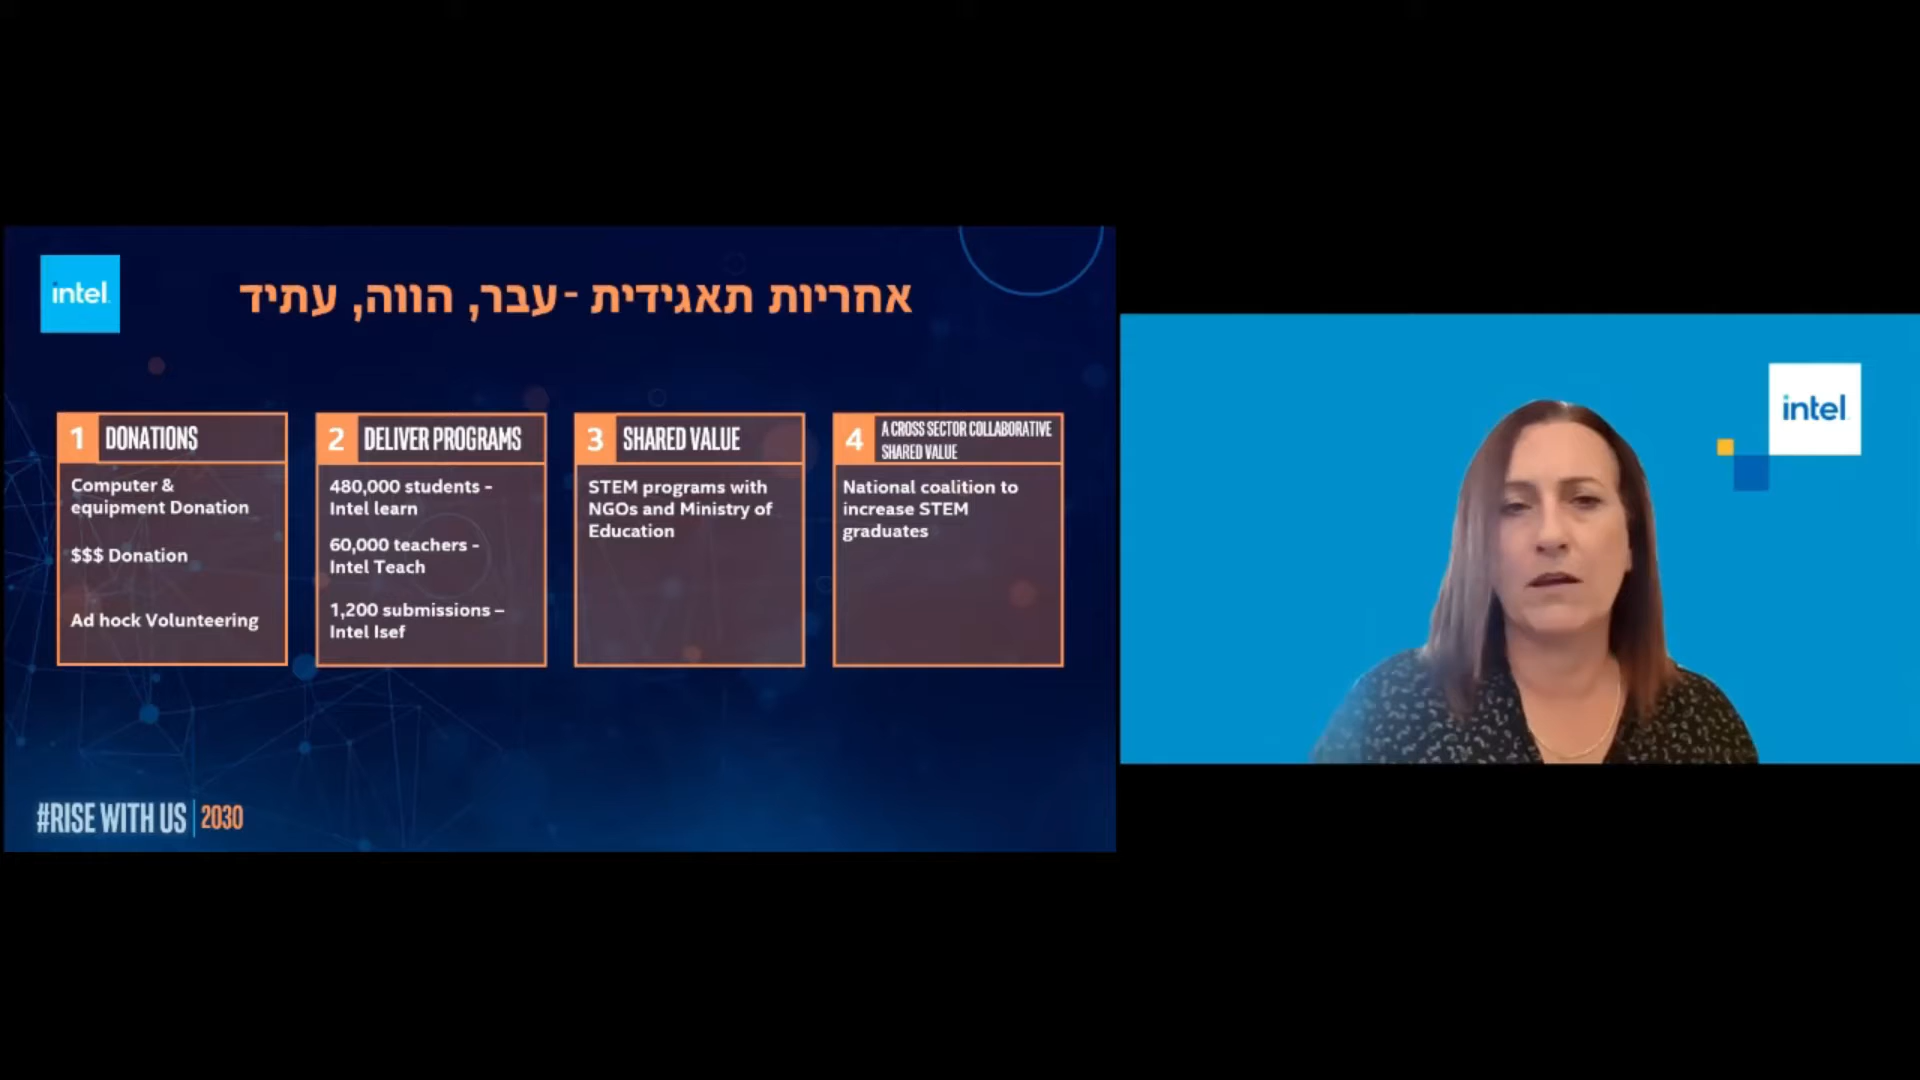 intel
אחריות תאגידית - עבר, הווה, עתיד
1 DONATIONS
Computer &
equipment Donation
$$$ Donation
Ad hock Volunteering
2 DELIVER PROGRAMS
480,000 students -
Intel learn
60,000 teachers -
Intel Teach
1,200 submissions –
Intel Isef
3 SHARED VALUE
STEM programs with
NGOs and Ministry of
Education
4 A CROSS SECTOR COLLABORATIVE
SHARED VALUE
National coalition to
increase STEM
graduates
#RISE WITH US | 2030
intel